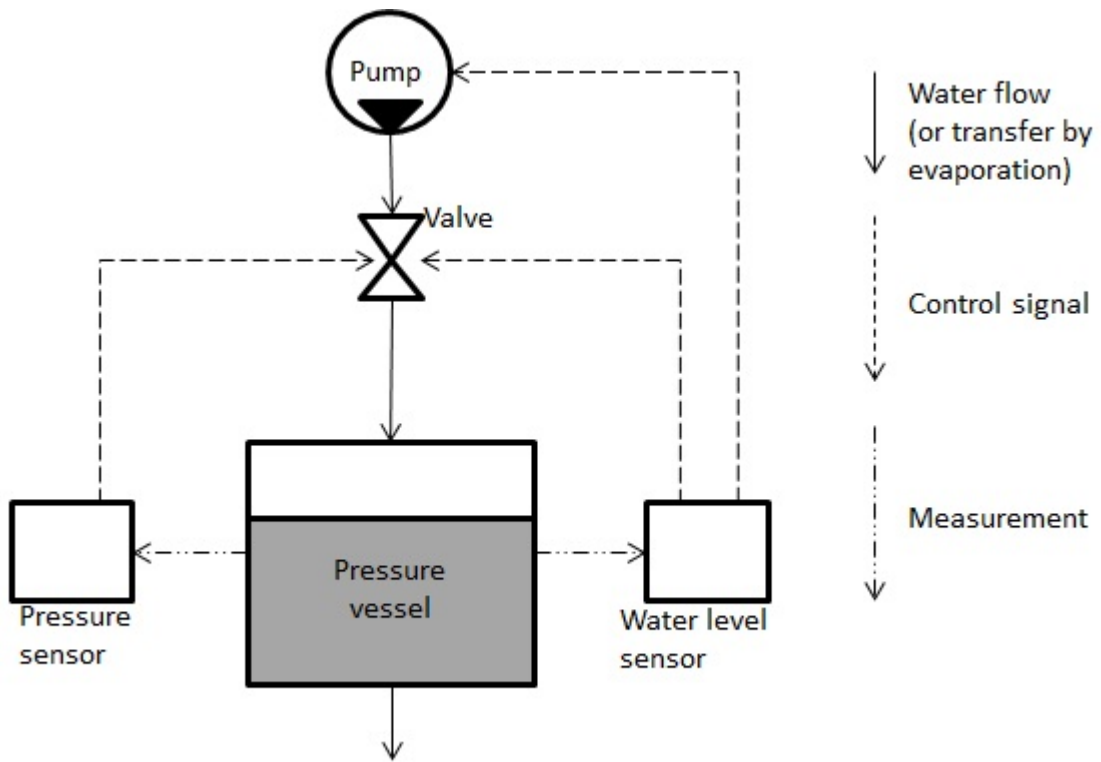 Pump
Water flow
(or transfer by
evaporation)
Valve
Control signal
Measurement
Pressure
vessel
Pressure
sensor
Water level
sensor